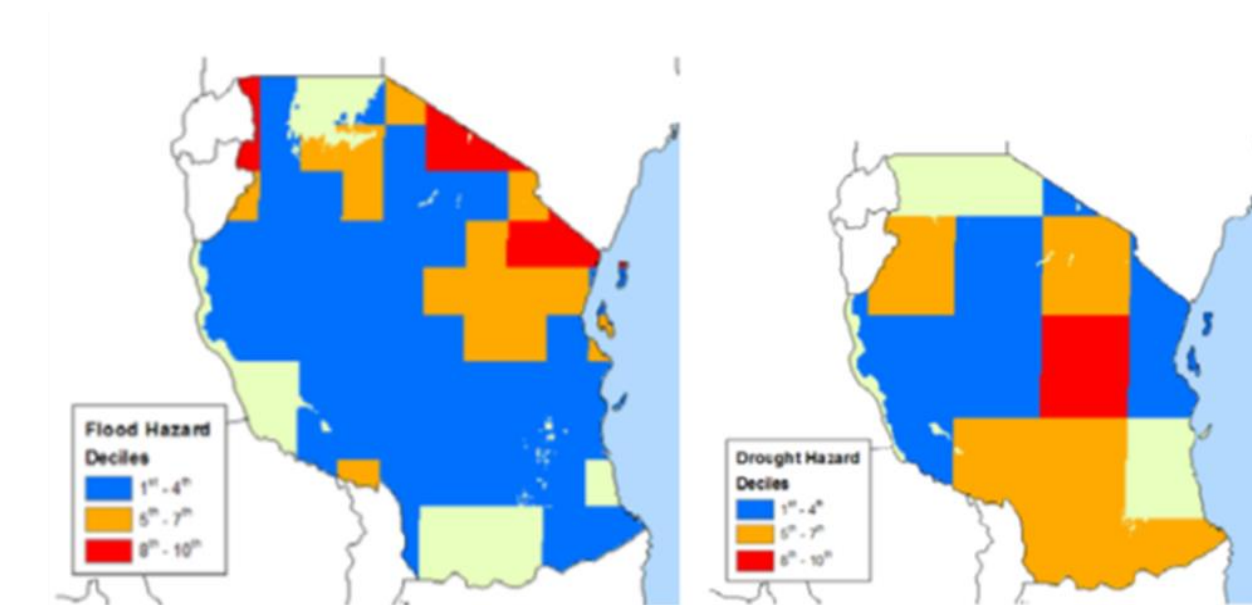 Flood Hazard
Deciles
1st - 4th
5th - 7th
8th - 10th
Drought Hazard
Deciles
1st - 4th
5th - 7th
8th - 10th